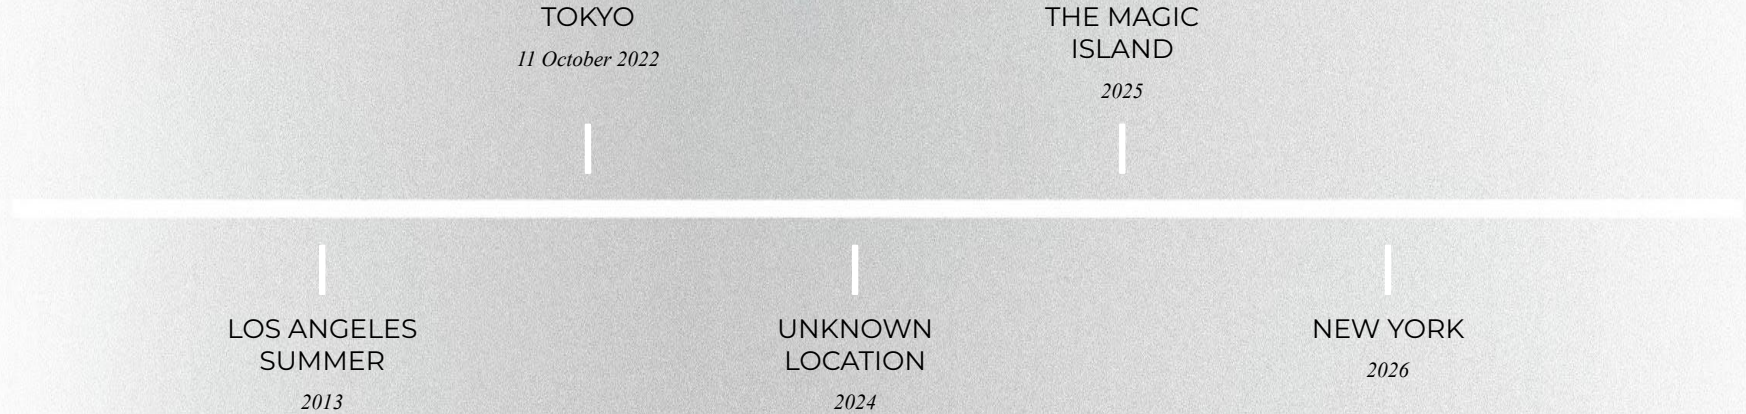 TOKYO
11 October 2022
THE MAGIC
ISLAND
2025
LOS ANGELES
SUMMER
2013
UNKNOWN
LOCATION
2024
NEW YORK
2026